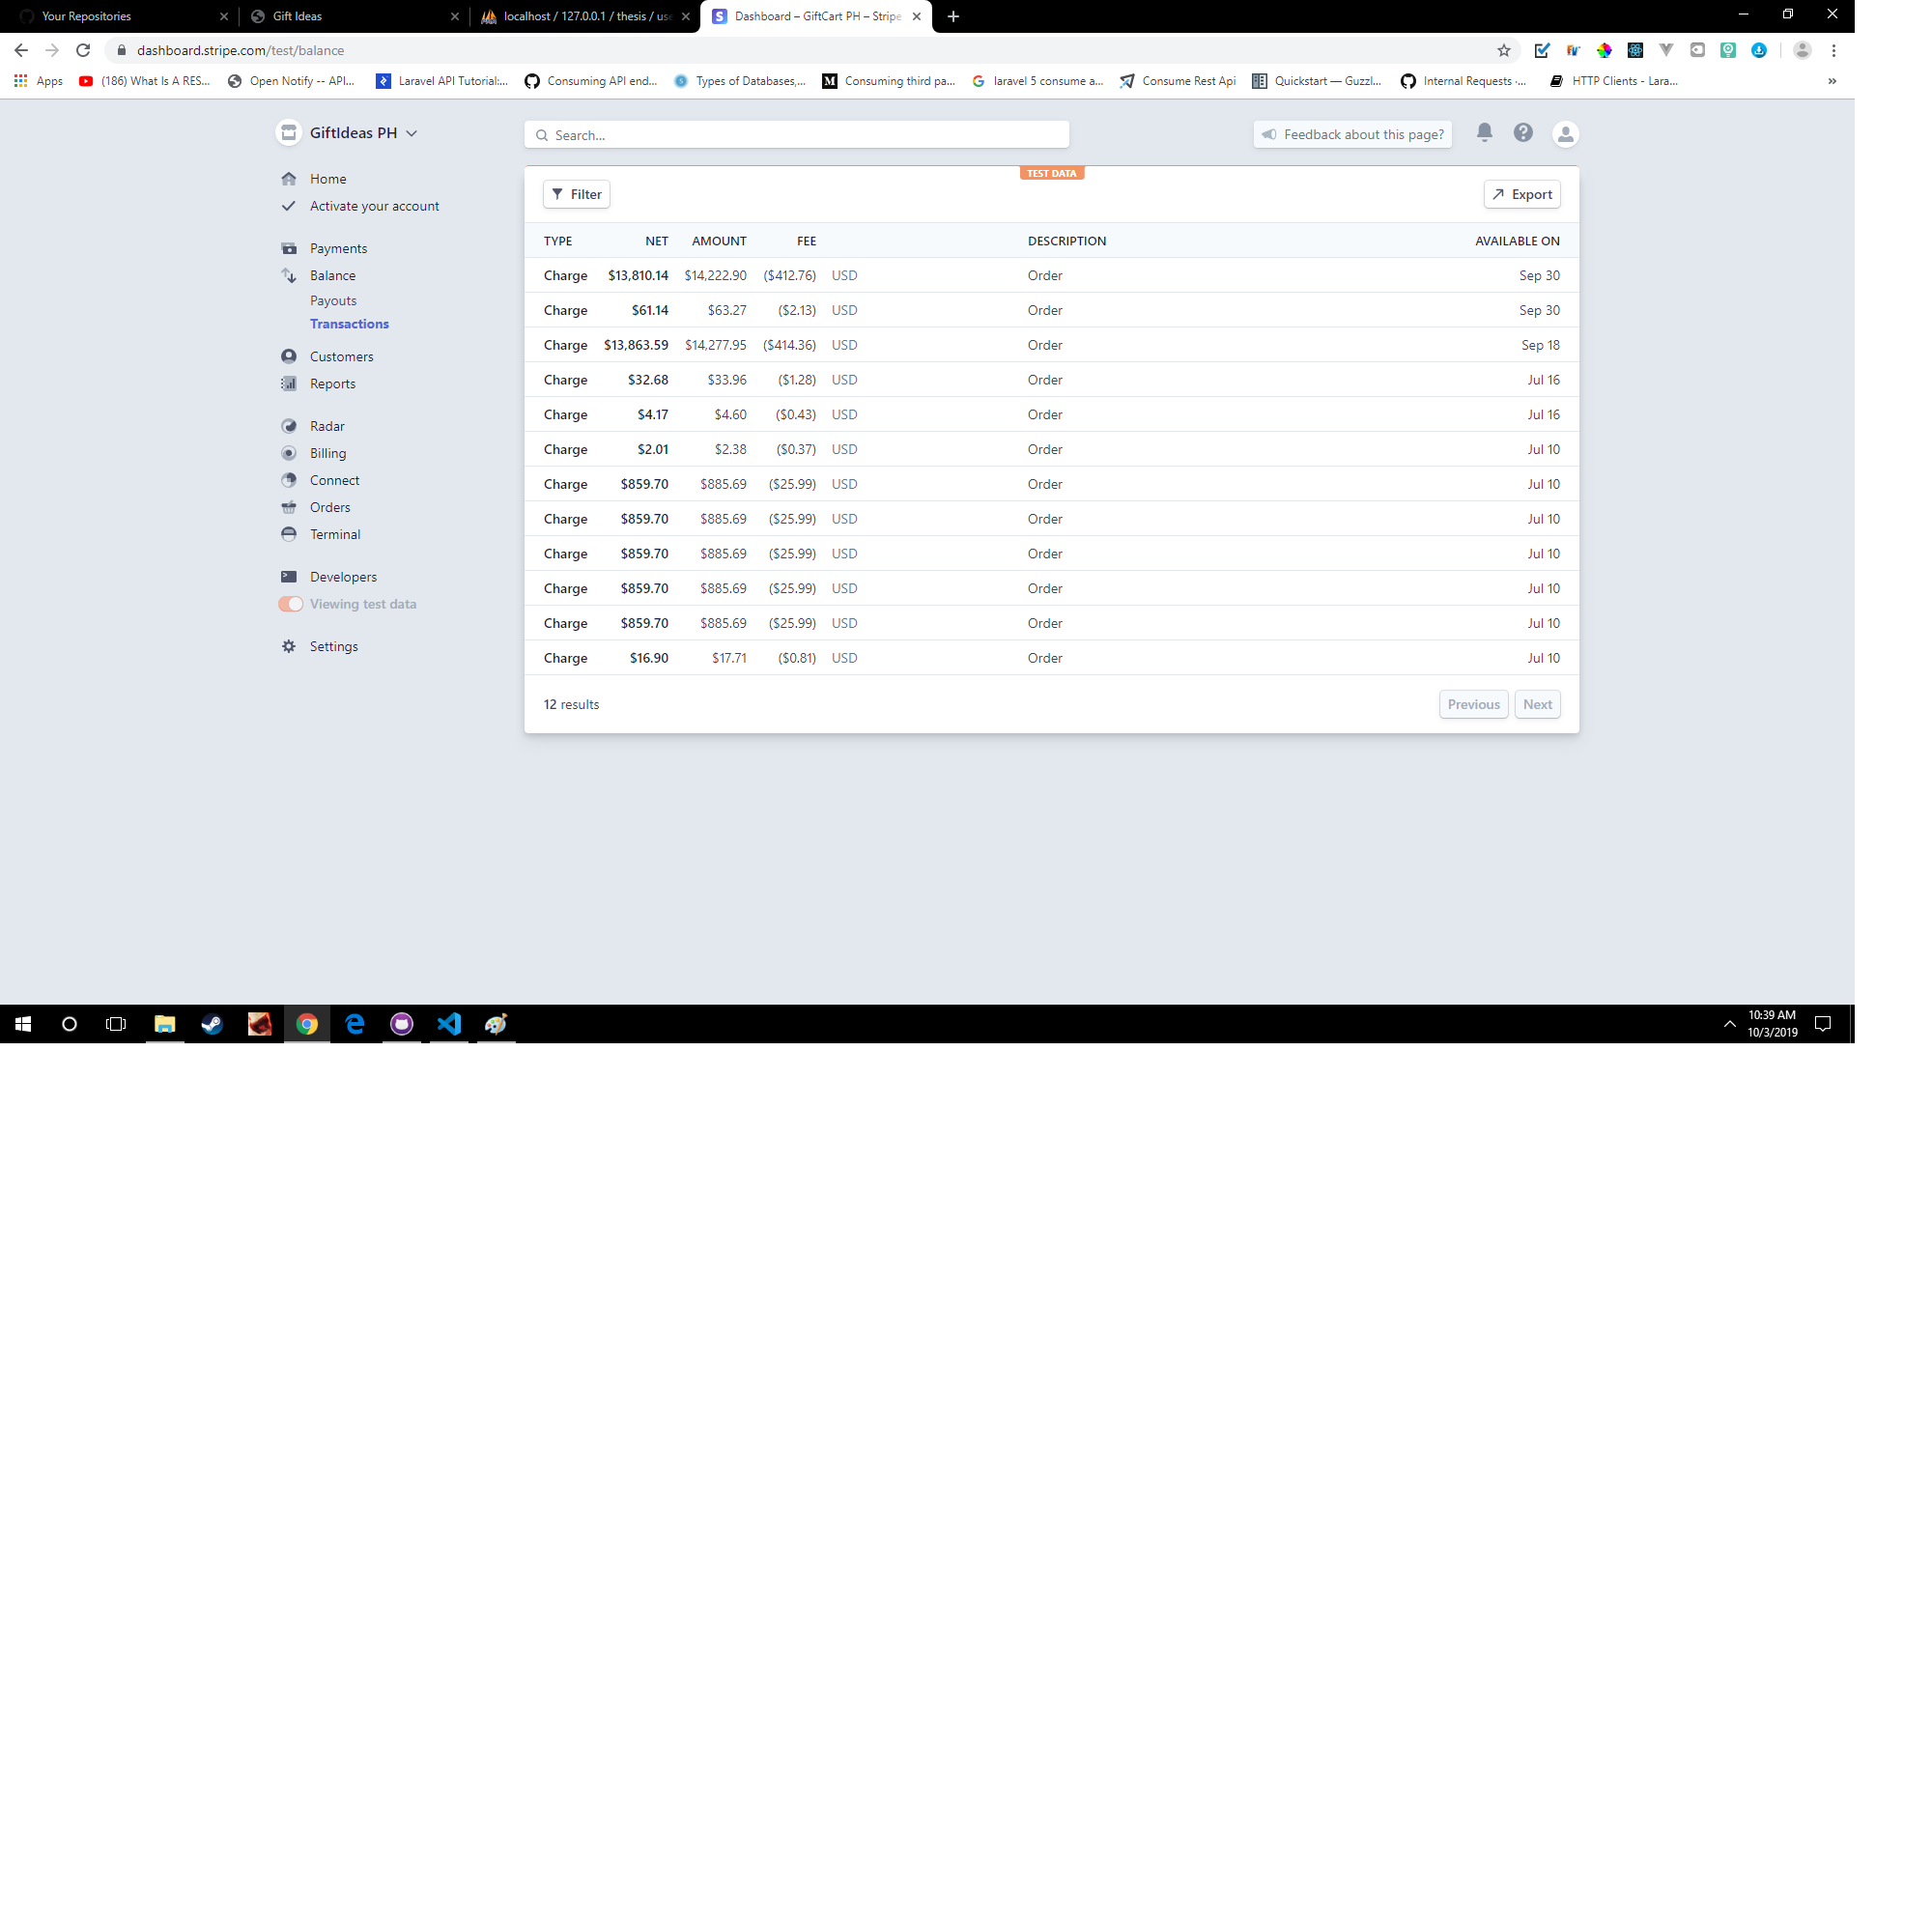 Your Repositories
Gift Ideas
localhost / 127.0.0.1 / thesis / use
Dashboard – GiftCart PH – Stripe
dashboard.stripe.com/test/balance
Apps
(186) What Is A RES...
Open Notify -- API...
Laravel API Tutorial:...
Consuming API end...
Types of Databases,...
Consuming third pa...
laravel 5 consume a...
Consume Rest Api
Quickstart — Guzzl...
Internal Requests ·...
HTTP Clients - Lara...
»
GiftIdeas PH
Search...
Feedback about this page?
Home
Activate your account
Payments
Balance
Payouts
Transactions
Customers
Reports
Radar
Billing
Connect
Orders
Terminal
Developers
Viewing test data
Settings
TEST DATA
Filter
Export
TYPE NET AMOUNT FEE DESCRIPTION AVAILABLE ON
Charge $13,810.14 $14,222.90 ($412.76) USD Order Sep 30
Charge $61.14 $63.27 ($2.13) USD Order Sep 30
Charge $13,863.59 $14,277.95 ($414.36) USD Order Sep 18
Charge $32.68 $33.96 ($1.28) USD Order Jul 16
Charge $4.17 $4.60 ($0.43) USD Order Jul 16
Charge $2.01 $2.38 ($0.37) USD Order Jul 10
Charge $859.70 $885.69 ($25.99) USD Order Jul 10
Charge $859.70 $885.69 ($25.99) USD Order Jul 10
Charge $859.70 $885.69 ($25.99) USD Order Jul 10
Charge $859.70 $885.69 ($25.99) USD Order Jul 10
Charge $859.70 $885.69 ($25.99) USD Order Jul 10
Charge $16.90 $17.71 ($0.81) USD Order Jul 10
12 results
Previous
Next
10:39 AM
10/3/2019